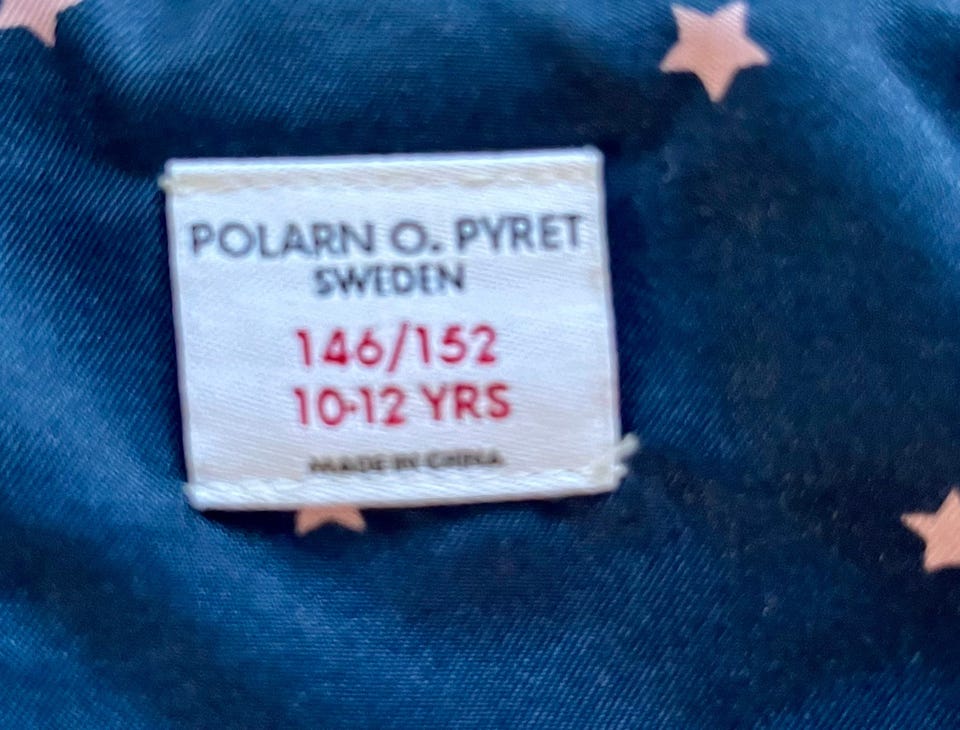 POLARN O. PYRET
SWEDEN
146/152
10-12 YRS
MADE IN CHINA